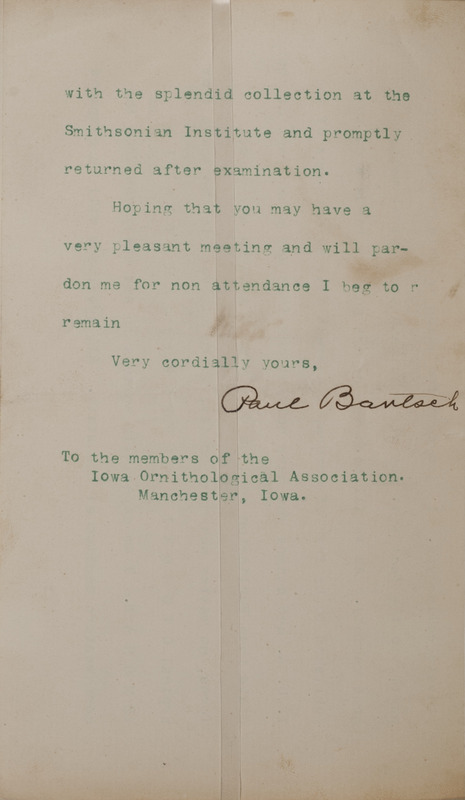 with the splendid collection at the
Smithsonian Institute and promptly
returned after examination.
Hoping that you may have a
very pleasant meeting and will par-
don me for non attendance I beg to r
remain
Very cordially yours,
Paul Bartsch
To the members of the
Iowa Ornithological Association.
Manchester, Iowa.